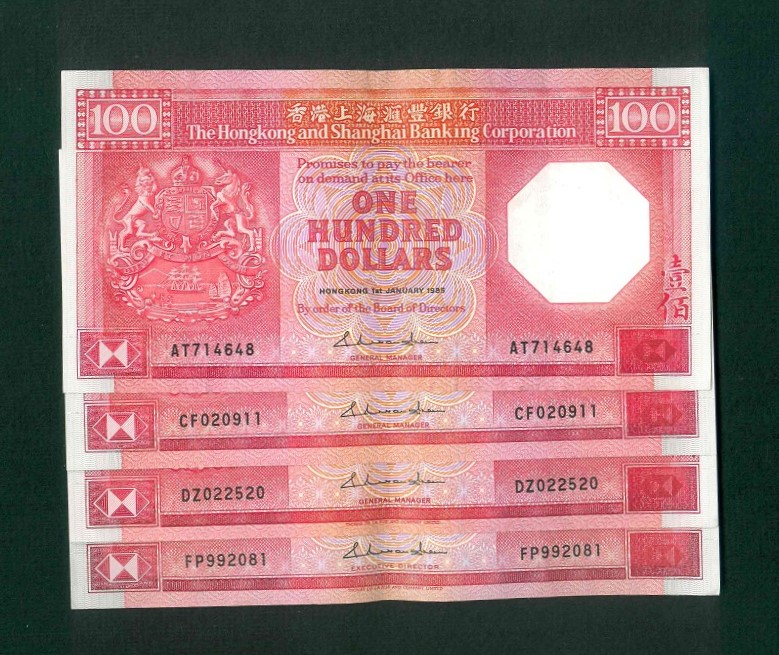 100 香港上海滙豐銀行 100
The Hongkong and Shanghai Banking Corporation
Promises to pay the bearer
on demand at its Office here
ONE
HUNDRED
DOLLARS
HONGKONG 1st JANUARY 1985
By order of the Board of Directors
壹佰
AT714648 AT714648
GENERAL MANAGER
CF020911 CF020911
GENERAL MANAGER
DZ022520 DZ022520
GENERAL MANAGER
FP992081 FP992081
EXECUTIVE DIRECTOR